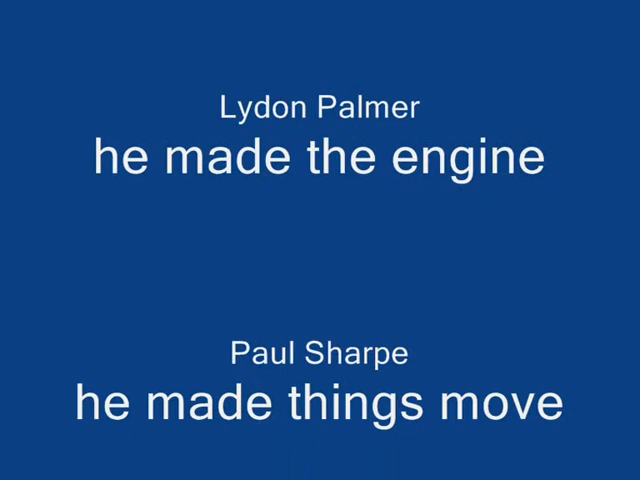 Lydon Palmer
he made the engine
Paul Sharpe
he made things move